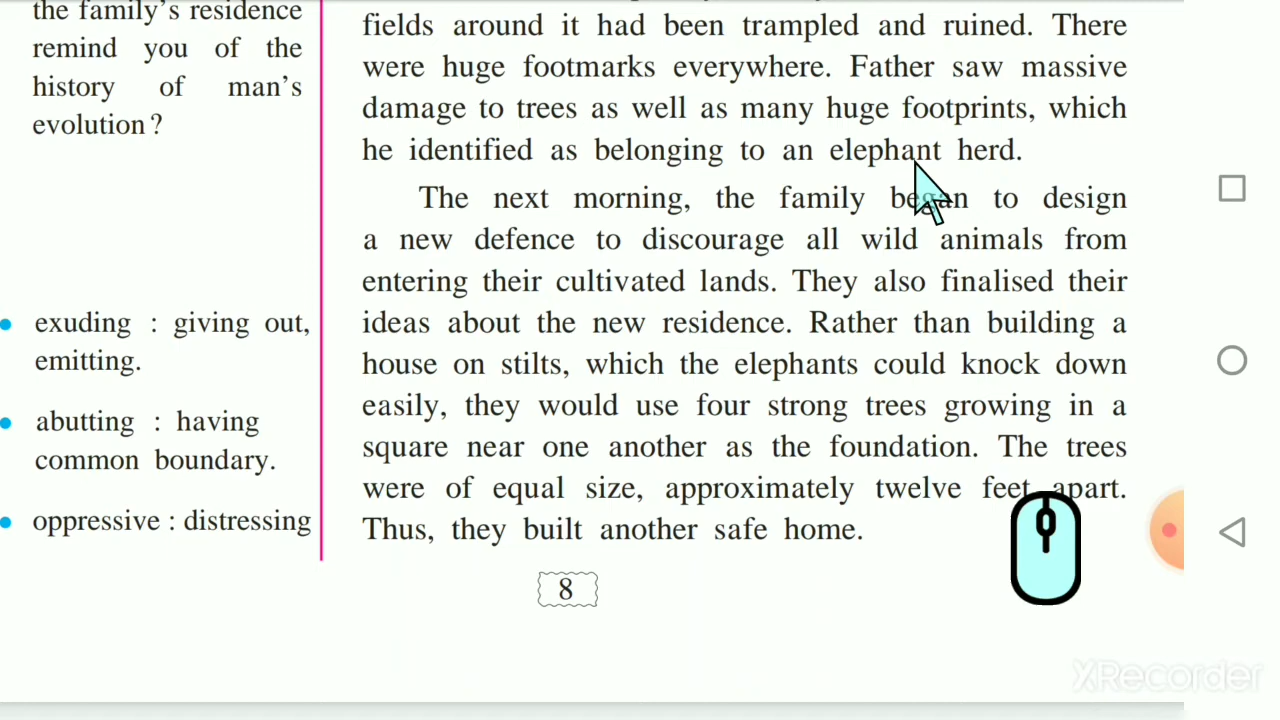 the family's residence
remind you of the
history of man's
evolution ?
exuding : giving out,
emitting.
abutting : having
common boundary.
oppressive : distressing
fields around it had been trampled and ruined. There
were huge footmarks everywhere. Father saw massive
damage to trees as well as many huge footprints, which
he identified as belonging to an elephant herd.
The next morning, the family began to design
a new defence to discourage all wild animals from
entering their cultivated lands. They also finalised their
ideas about the new residence. Rather than building a
house on stilts, which the elephants could knock down
easily, they would use four strong trees growing in a
square near one another as the foundation. The trees
were of equal size, approximately twelve feet apart.
Thus, they built another safe home.
8
XRecorder